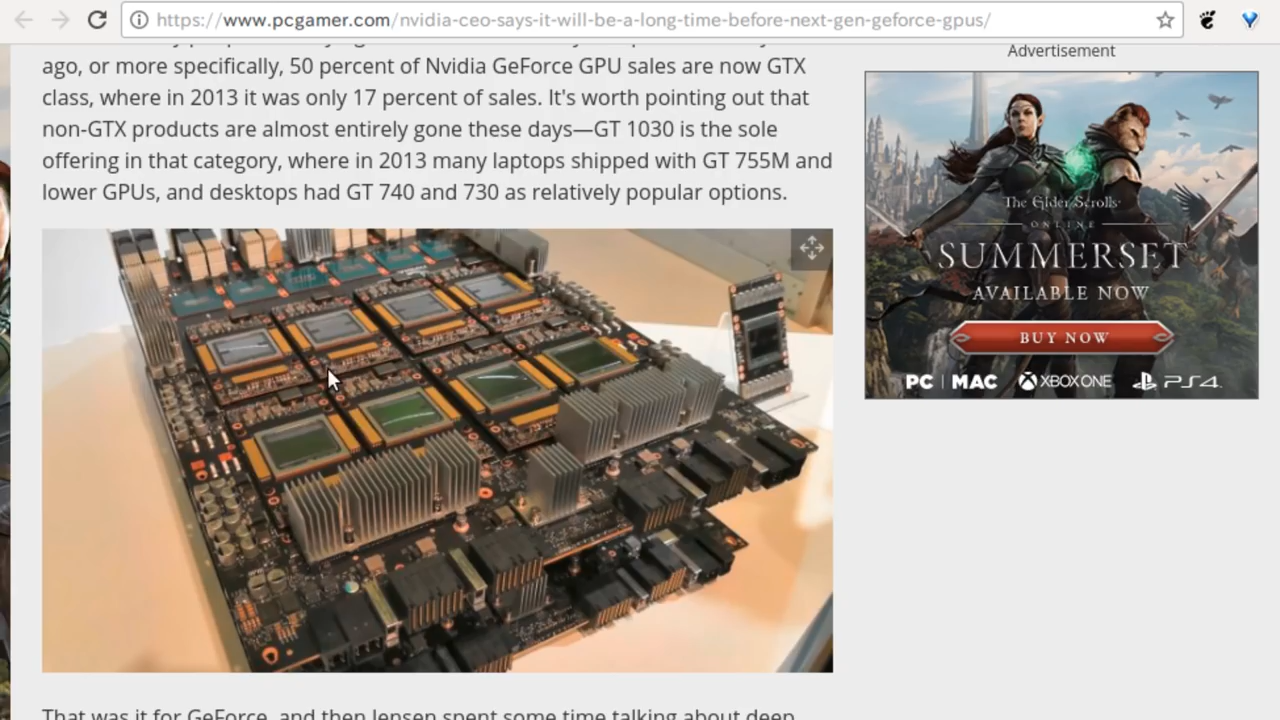 https://www.pcgamer.com/nvidia-ceo-says-it-will-be-a-long-time-before-next-gen-geforce-gpus/
ago, or more specifically, 50 percent of Nvidia GeForce GPU sales are now GTX
class, where in 2013 it was only 17 percent of sales. It's worth pointing out that
non-GTX products are almost entirely gone these days—GT 1030 is the sole
offering in that category, where in 2013 many laptops shipped with GT 755M and
lower GPUs, and desktops had GT 740 and 730 as relatively popular options.
That was it for GeForce, and then Jensen spent some time talking about deep
Advertisement
The Elder Scrolls
ONLINE
SUMMERSET
AVAILABLE NOW
BUY NOW
PC | MAC XBOX ONE PS4